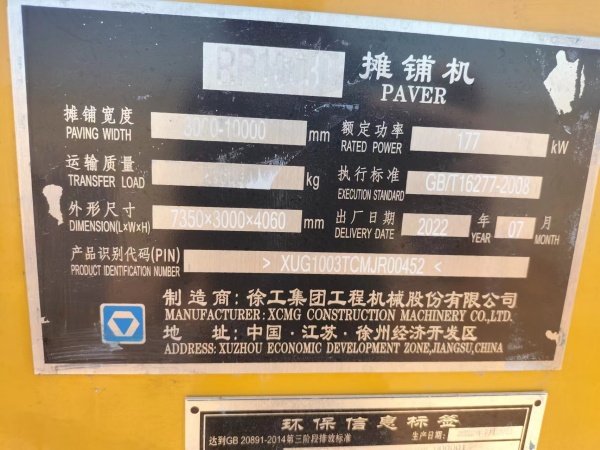 摊铺机
PAVER
摊铺宽度 mm 额定功率 177 kW
PAVING WIDTH RATED POWER
运输质量 kg 执行标准 GB/T16277-2008
TRANSFER LOAD EXECUTION STANDARD
外形尺寸 7350×3000×4060 mm 出厂日期 2022 年 07 月
DIMENSION(L×W×H) DELIVERY DATE YEAR MONTH
产品识别代码(PIN) > XUG1003TCMJR00452 <
PRODUCT IDENTIFICATION NUMBER
制造商: 徐工集团工程机械股份有限公司
MANUFACTURER: XCMG CONSTRUCTION MACHINERY CO.,LTD.
地 址: 中国·江苏·徐州经济开发区
ADDRESS: XUZHOU ECONOMIC DEVELOPMENT ZONE,JIANGSU,CHINA
环保信息标签
达到GB 20891-2014第三阶段排放标准 生产日期: